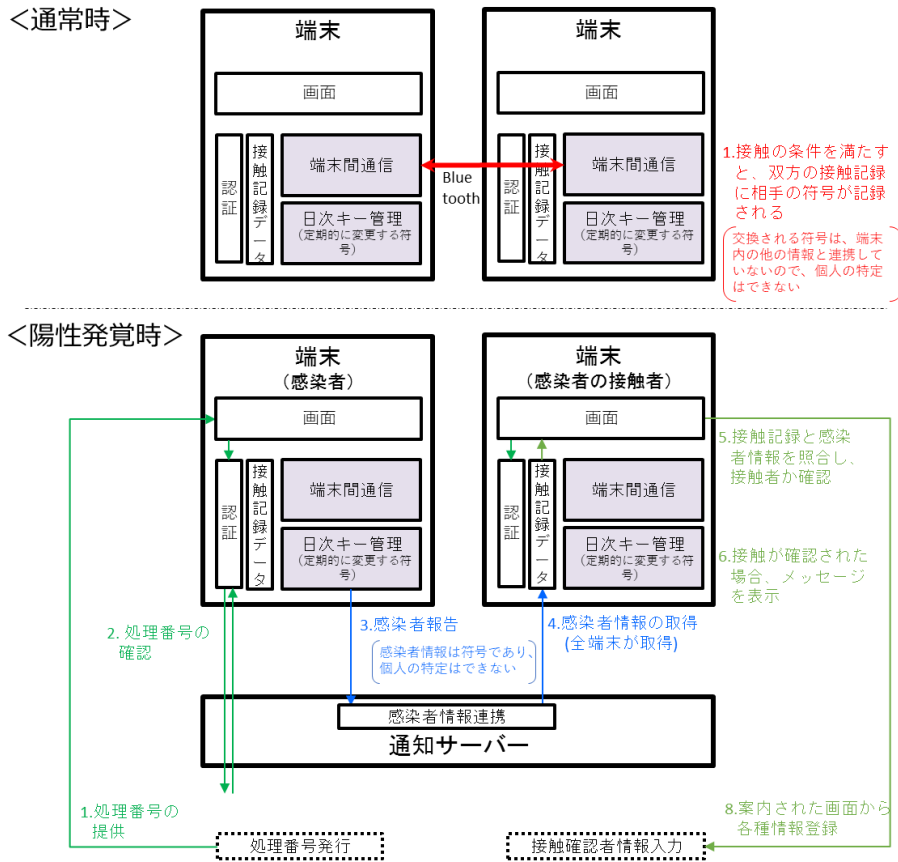 ＜通常時＞
端末
画面
認証
接触記録データ
端末間通信
日次キー管理
(定期的に変更する符
号)
Blue
tooth
端末
画面
認証
接触記録データ
端末間通信
日次キー管理
(定期的に変更する符
号)
1.接触の条件を満たす
と、双方の接触記録
に相手の符号が記録
される
交換される符号は、端末
内の他の情報と連携して
いないので、個人の特定
はできない
＜陽性発覚時＞
端末
（感染者）
画面
認証
接触記録データ
端末間通信
日次キー管理
(定期的に変更する符
号)
端末
（感染者の接触者）
画面
認証
接触記録データ
端末間通信
日次キー管理
(定期的に変更する符
号)
5.接触記録と感染
者情報を照合し、
接触者か確認
6.接触が確認された
場合、メッセージ
を表示
2. 処理番号の
確認
3.感染者報告
感染者情報は符号であり、
個人の特定はできない
4.感染者情報の取得
(全端末が取得)
感染者情報連携
通知サーバー
1.処理番号の
提供
処理番号発行
接触確認者情報入力
8.案内された画面から
各種情報登録